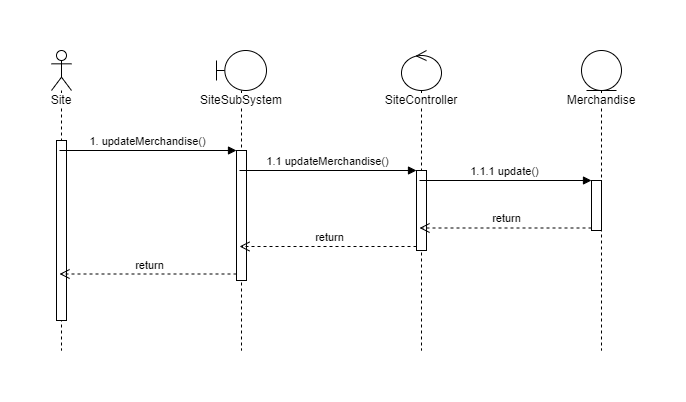 Site
SiteSubSystem
SiteController
Merchandise
1. updateMerchandise()
1.1 updateMerchandise()
1.1.1 update()
return
return
return